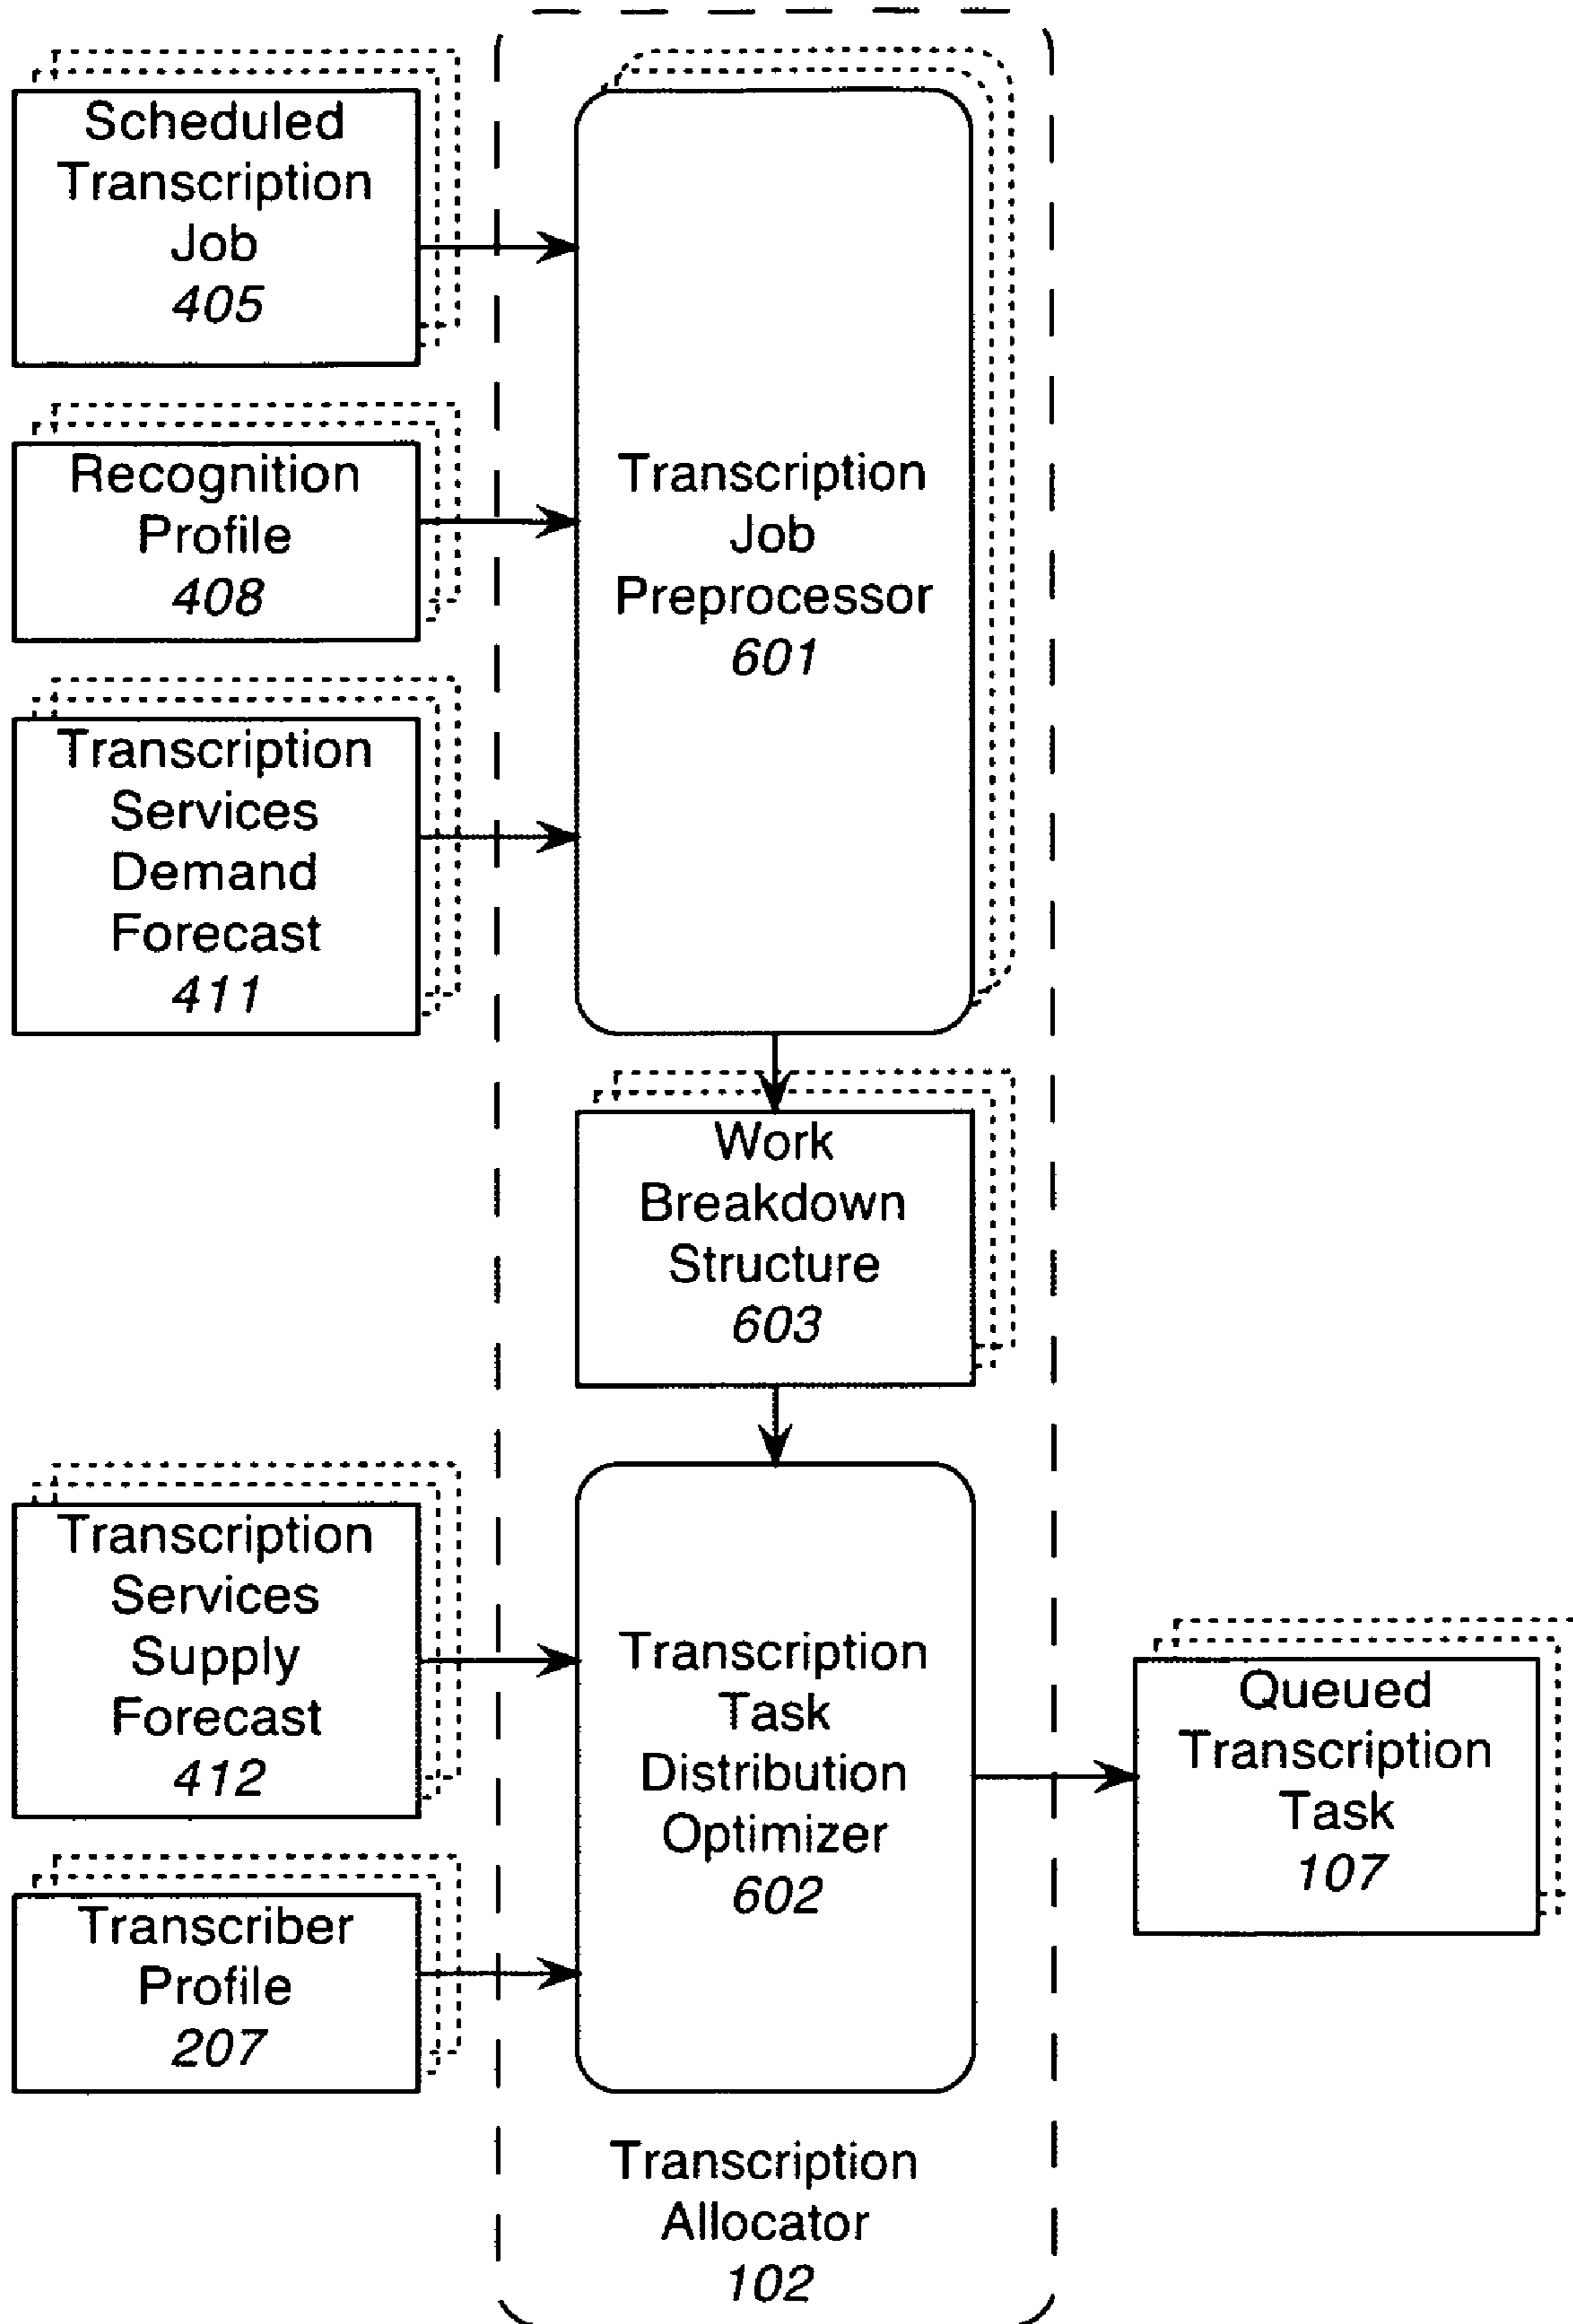 Scheduled
Transcription
Job
405
Recognition
Profile
408
Transcription
Services
Demand
Forecast
411
Transcription
Job
Preprocessor
601
Work
Breakdown
Structure
603
Transcription
Services
Supply
Forecast
412
Transcriber
Profile
207
Transcription
Task
Distribution
Optimizer
602
Queued
Transcription
Task
107
Transcription
Allocator
102